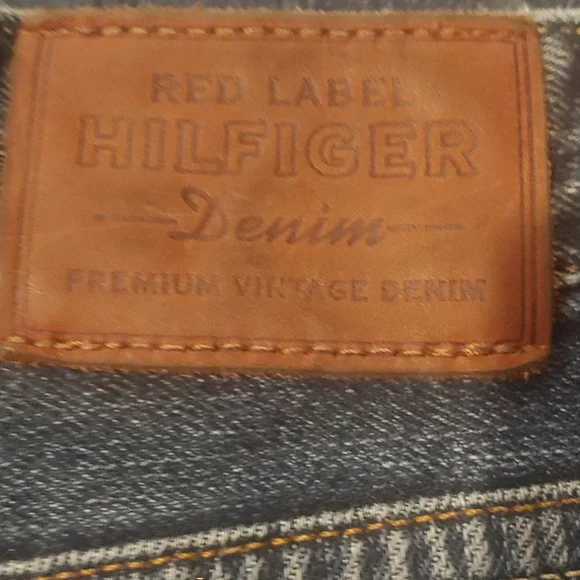 RED LABEL
HILFIGER
Denim
PREMIUM VINTAGE DENIM